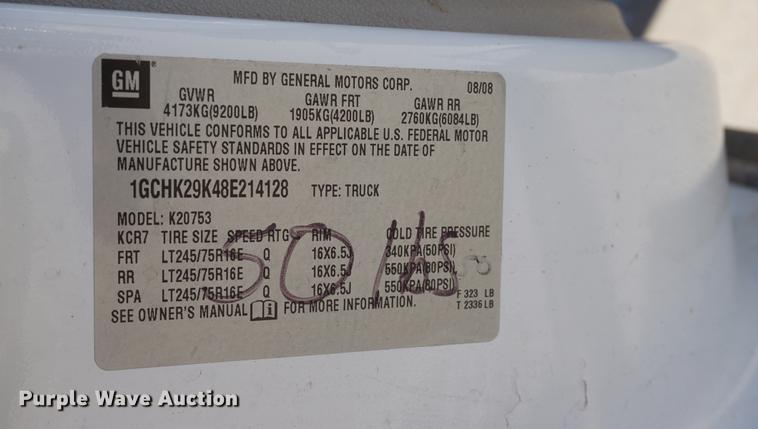 GM
MFD BY GENERAL MOTORS CORP. 08/08
GVWR GAWR FRT GAWR RR
4173KG(9200LB) 1905KG(4200LB) 2760KG(6084LB)
THIS VEHICLE CONFORMS TO ALL APPLICABLE U.S. FEDERAL MOTOR
VEHICLE SAFETY STANDARDS IN EFFECT ON THE DATE OF
MANUFACTURE SHOWN ABOVE.
1GCHK29K48E214128 TYPE: TRUCK
MODEL: K20753
KCR7 TIRE SIZE SPEED RTG RIM COLD TIRE PRESSURE
FRT LT245/75R16E Q 16X6.5J 340KPA(50PSI)
RR LT245/75R16E Q 16X6.5J 550KPA(80PSI)
SPA LT245/75R16E Q 16X6.5J 550KPA(80PSI)
50 lbs
SEE OWNER'S MANUAL i FOR MORE INFORMATION.
F 323 LB
T 2336 LB
Purple Wave Auction